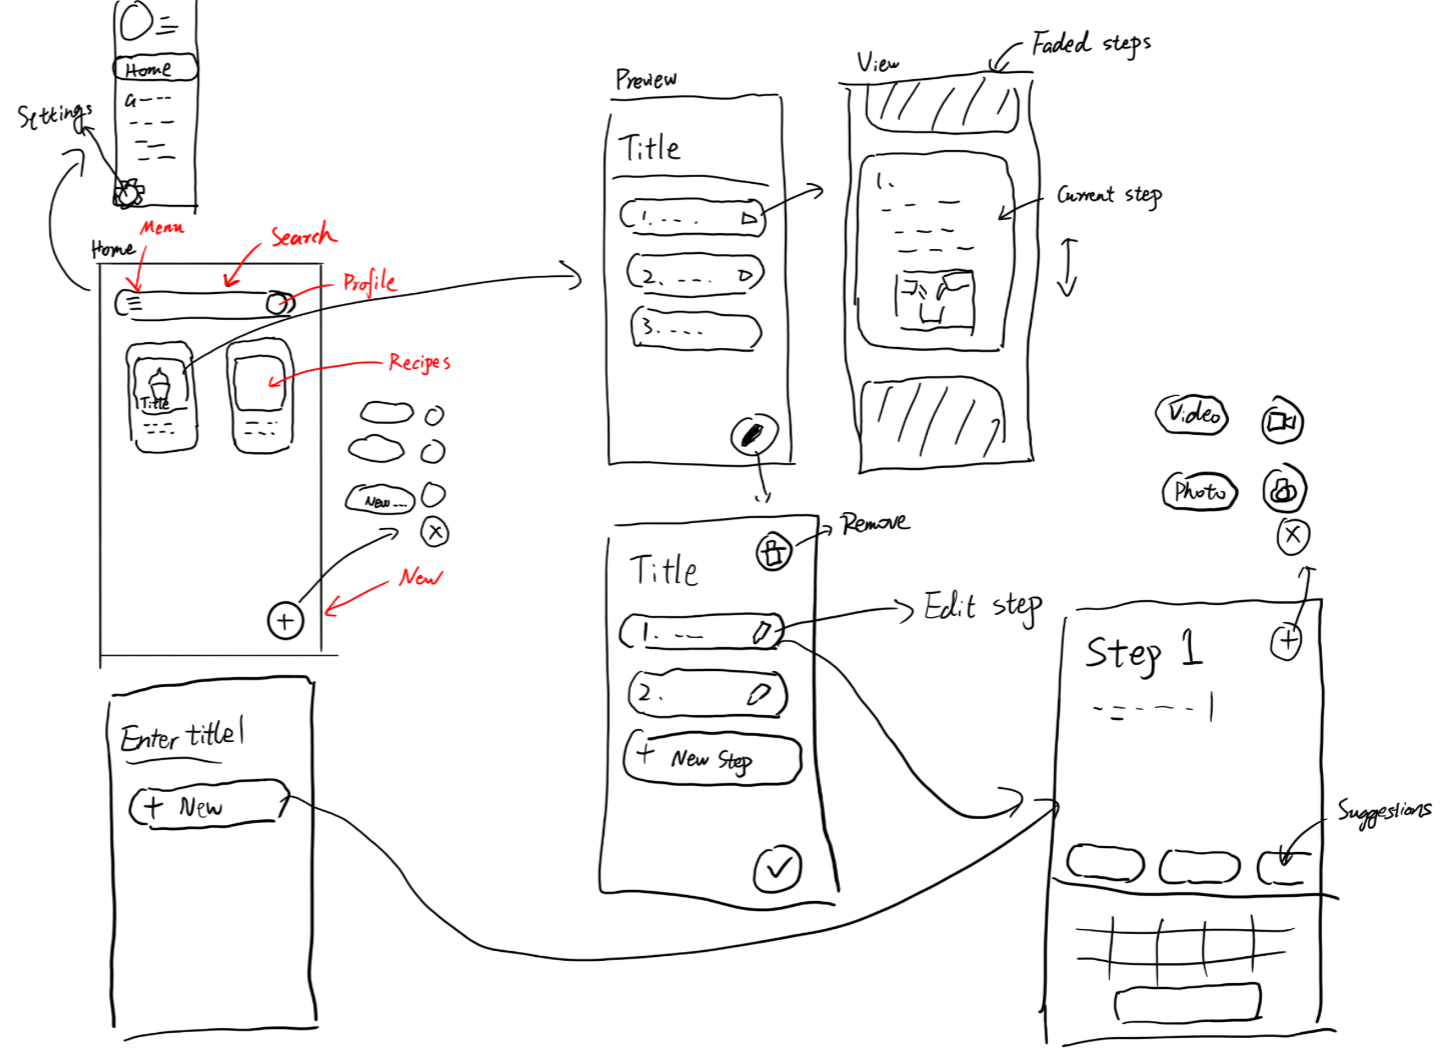 Home
a----
Settings
Home
Menu
Search
Profile
Title
Recipes
New ...
New
Enter title
+ New
Preview
Title
1. ...
2. ...
3. ....
View
Faded steps
1.
Current step
Remove
Title
1. --
2.
+ New Step
Edit step
Video
Photo
Step 1
Suggestions